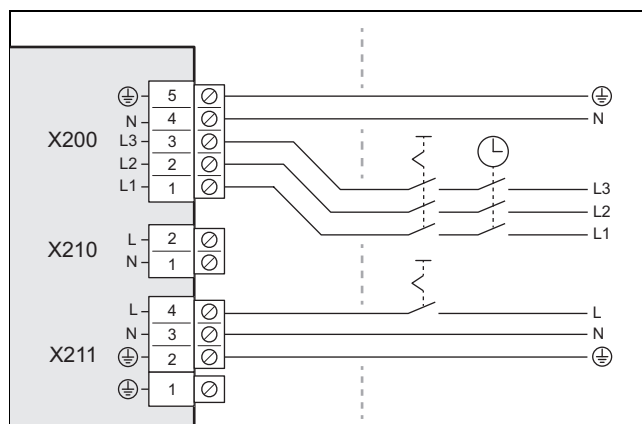 X200
⏚ 5 ⏚
N 4 N
L3 3
L2 2 L3
L1 1 L2
L1
X210
L 2
N 1
X211
L 4 L
N 3 N
⏚ 2 ⏚
⏚ 1